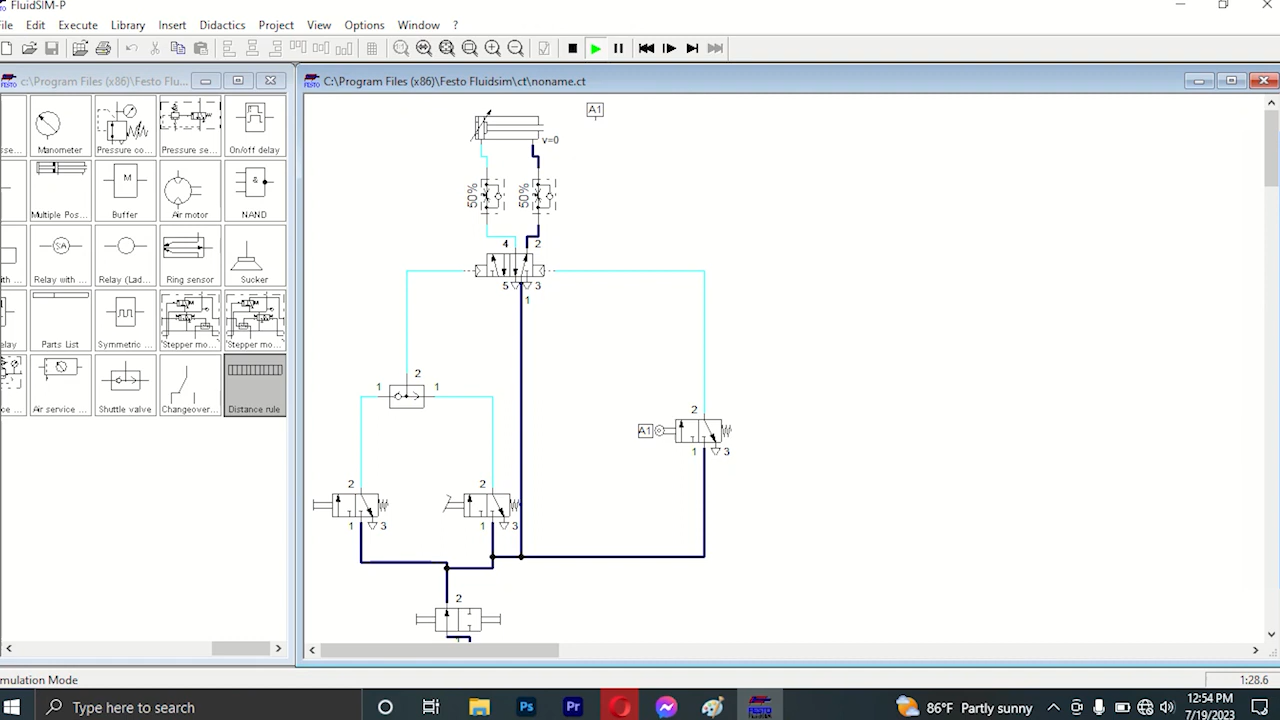 FluidSIM-P
File Edit Execute Library Insert Didactics Project View Options Window ?
c:\Program Files (x86)\Festo Flu...
C:\Program Files (x86)\Festo Fluidsim\ct\noname.ct
Manometer Pressure co... Pressure se... On/off delay
Multiple Pos... Buffer Air motor NAND
M &
Relay with ... Relay (Lad... Ring sensor Sucker
Parts List Symmetric ... Stepper mo... Stepper mo...
Air service ... Shuttle valve Changeover... Distance rule
A1
v=0
50% 50%
4 2
5 3
1
2
1 1
2
A1
1 3
2 2
1 3 1 3
2
mulation Mode
1:28.6
Type here to search
Ps Pr
86°F Partly sunny
12:54 PM
7/19/2023